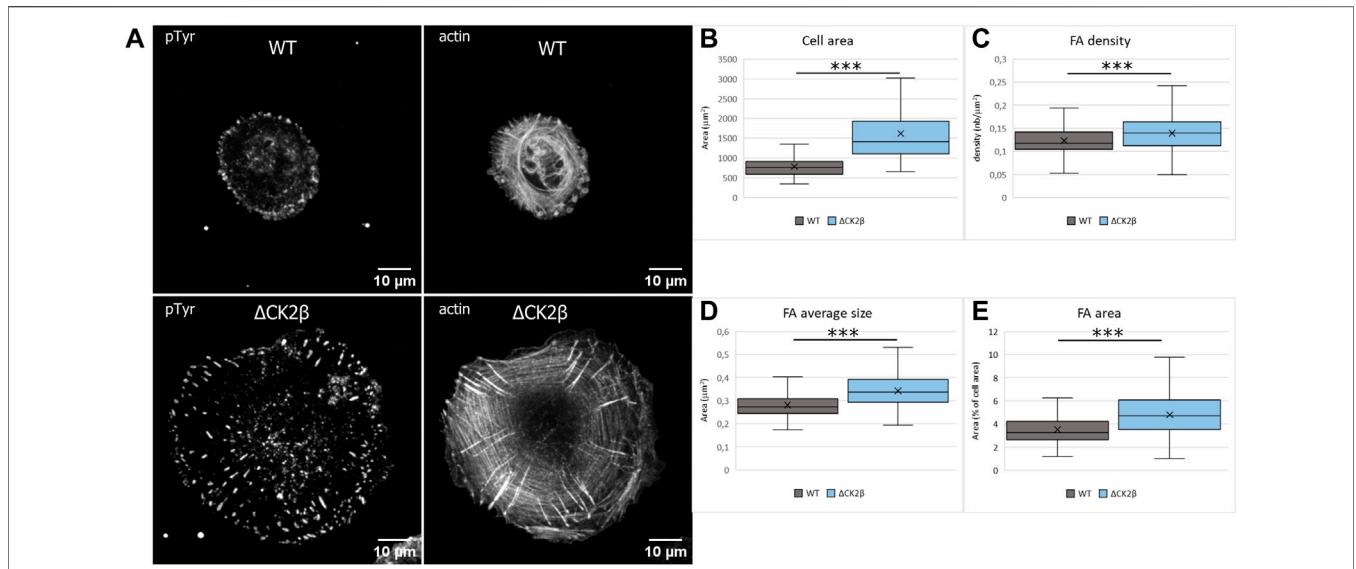 A
pTyr
WT
10 µm
actin
WT
10 µm
pTyr
ΔCK2β
10 µm
actin
ΔCK2β
10 µm
B
Cell area
***
Area (µm²)
3500
3000
2500
2000
1500
1000
500
0
WT ΔCK2β
C
FA density
***
density (nb/µm²)
0,3
0,25
0,2
0,15
0,1
0,05
0
WT ΔCK2β
D
FA average size
***
Area (µm²)
0,6
0,5
0,4
0,3
0,2
0,1
0
WT ΔCK2β
E
FA area
***
Area (% of cell area)
12
10
8
6
4
2
0
WT ΔCK2β